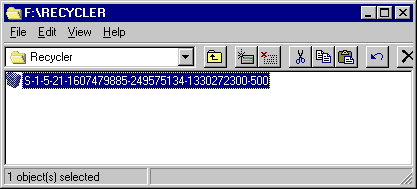 F:\RECYCLER
File Edit View Help
Recycler
S-1-5-21-1607479885-249575134-1330272300-500
1 object(s) selected